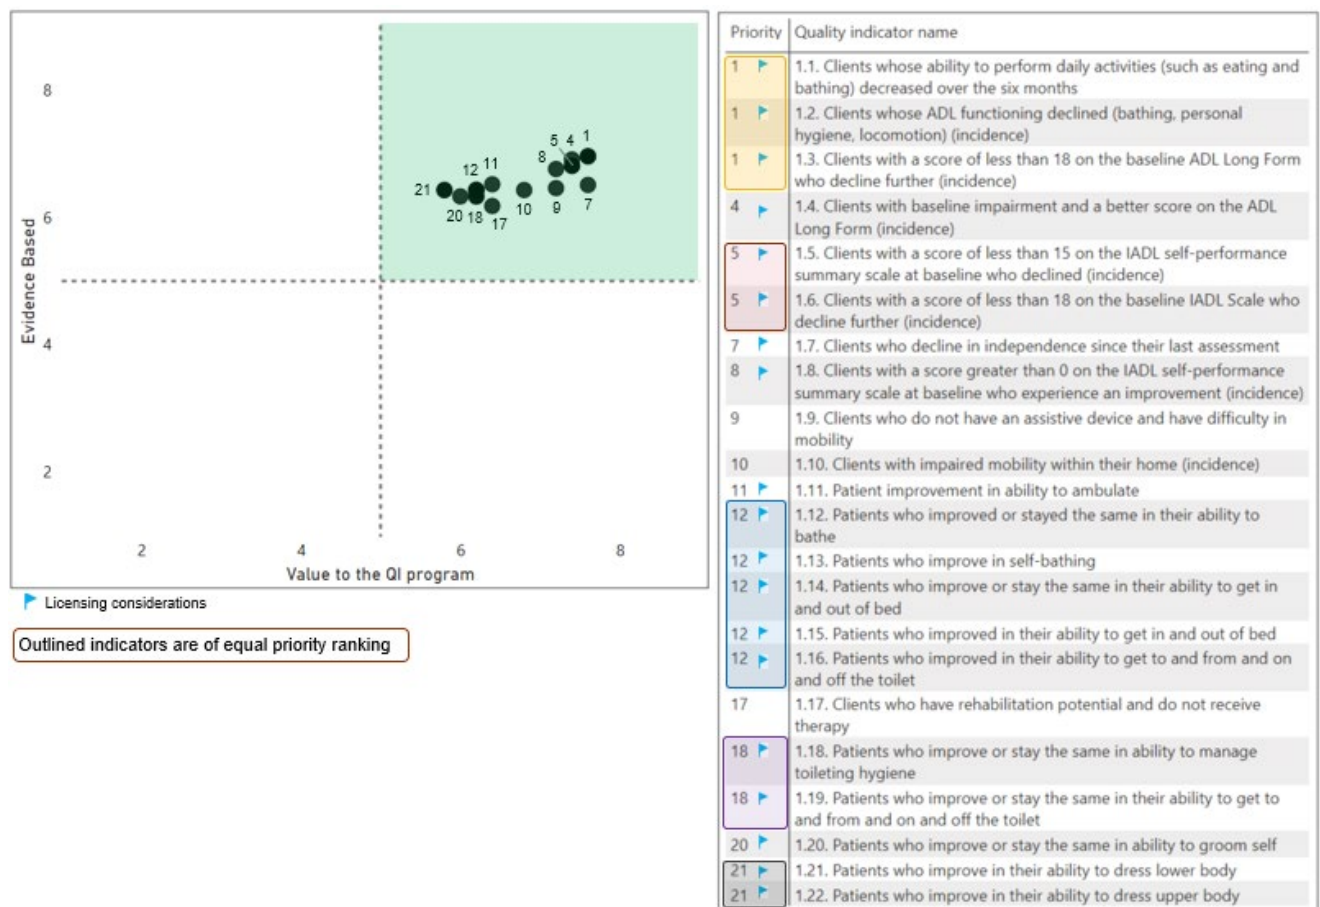 8
6
4
2
Evidence Based
5 4 1
8
12 11
21
20 18 17
10 9 7
2 4 6 8
Value to the QI program
Licensing considerations
Outlined indicators are of equal priority ranking
Priority Quality indicator name
1 1.1. Clients whose ability to perform daily activities (such as eating and
bathing) decreased over the six months
1 1.2. Clients whose ADL functioning declined (bathing, personal
hygiene, locomotion) (incidence)
1 1.3. Clients with a score of less than 18 on the baseline ADL Long Form
who decline further (incidence)
4 1.4. Clients with baseline impairment and a better score on the ADL
Long Form (incidence)
5 1.5. Clients with a score of less than 15 on the IADL self-performance
summary scale at baseline who declined (incidence)
5 1.6. Clients with a score of less than 18 on the baseline IADL Scale who
decline further (incidence)
7 1.7. Clients who decline in independence since their last assessment
8 1.8. Clients with a score greater than 0 on the IADL self-performance
summary scale at baseline who experience an improvement (incidence)
9 1.9. Clients who do not have an assistive device and have difficulty in
mobility
10 1.10. Clients with impaired mobility within their home (incidence)
11 1.11. Patient improvement in ability to ambulate
12 1.12. Patients who improved or stayed the same in their ability to
bathe
12 1.13. Patients who improve in self-bathing
12 1.14. Patients who improve or stay the same in their ability to get in
and out of bed
12 1.15. Patients who improved in their ability to get in and out of bed
12 1.16. Patients who improved in their ability to get to and from and on
and off the toilet
17 1.17. Clients who have rehabilitation potential and do not receive
therapy
18 1.18. Patients who improve or stay the same in ability to manage
toileting hygiene
18 1.19. Patients who improve or stay the same in their ability to get to
and from and on and off the toilet
20 1.20. Patients who improve or stay the same in ability to groom self
21 1.21. Patients who improve in their ability to dress lower body
21 1.22. Patients who improve in their ability to dress upper body